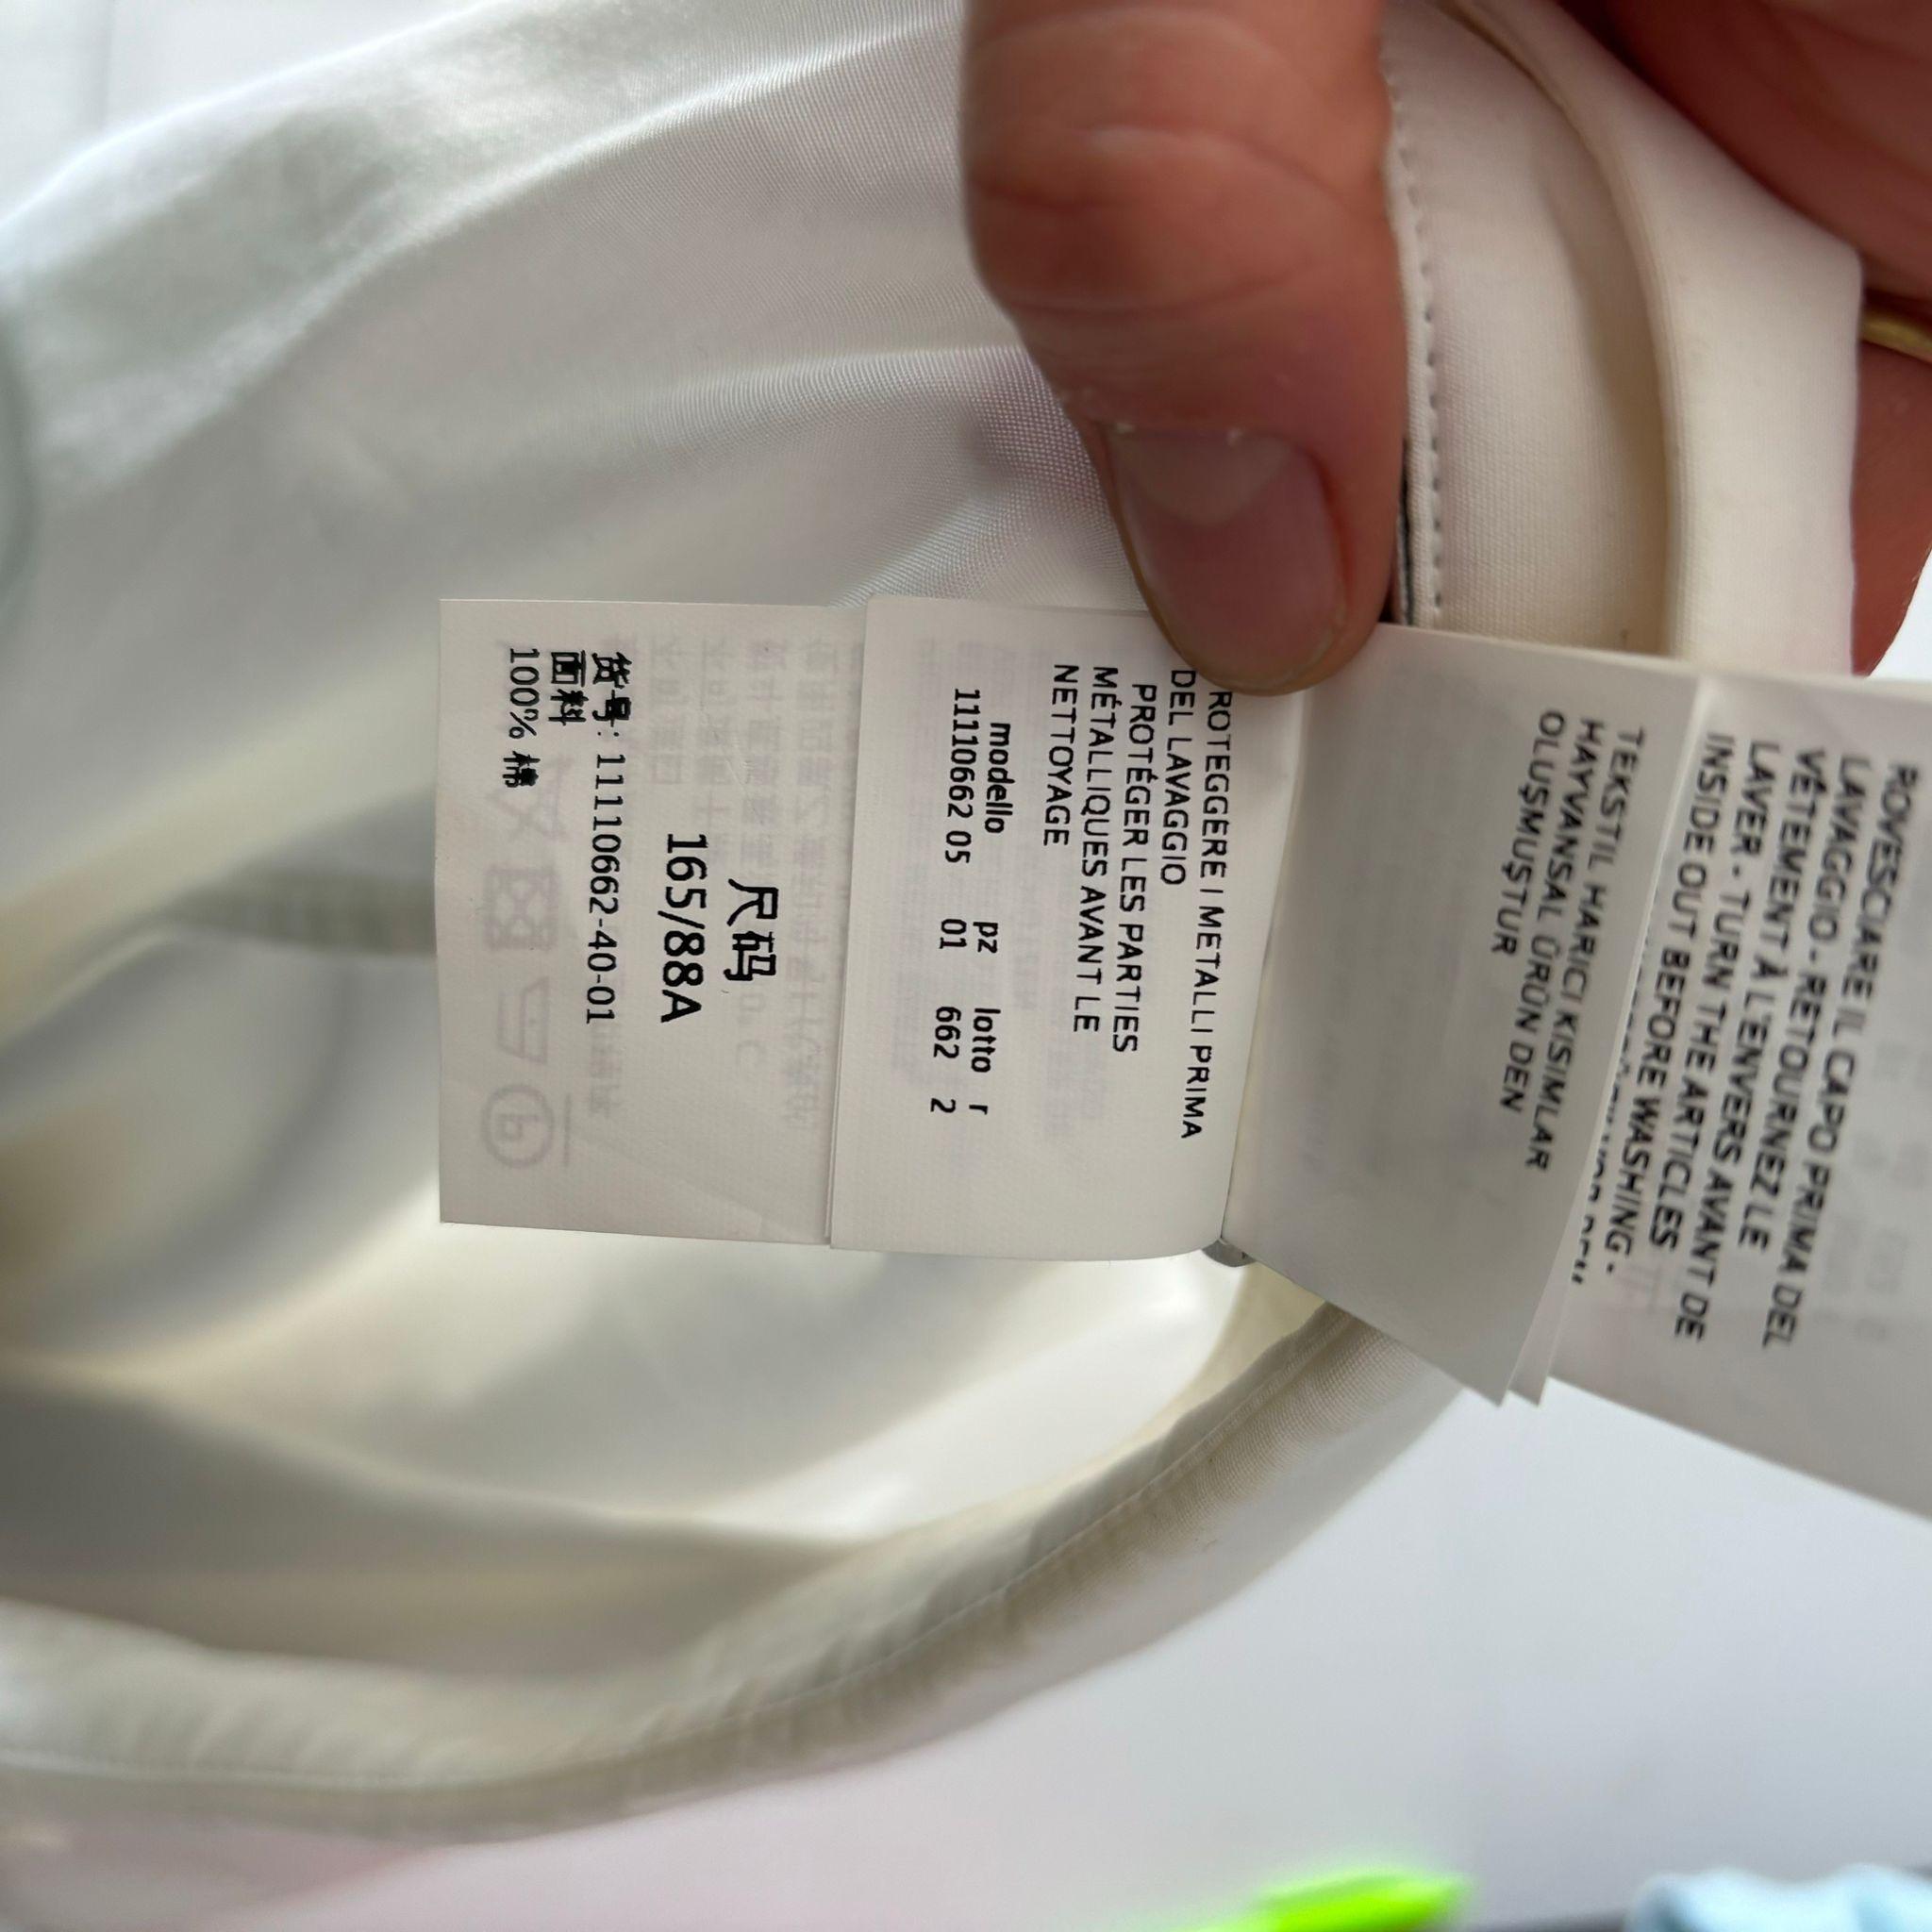 ROVESCIARE IL CAPO PRIMA DEL
LAVAGGIO - RETOURNEZ LE
VÊTEMENT À L'ENVERS AVANT DE
LAVER - TURN THE ARTICLES
INSIDE OUT BEFORE WASHING -
TEKSTIL HARICI KISIMLAR
HAYVANSAL ÜRÜN DEN
OLUŞMUŞTUR
ROTEGGERE I METALLI PRIMA
DEL LAVAGGIO
PROTÉGER LES PARTIES
MÉTALLIQUES AVANT LE
NETTOYAGE
modello pz lotto r
11110662 05 01 662 2
尺码
165/88A
货号: 11110662-40-01
面料
100% 棉